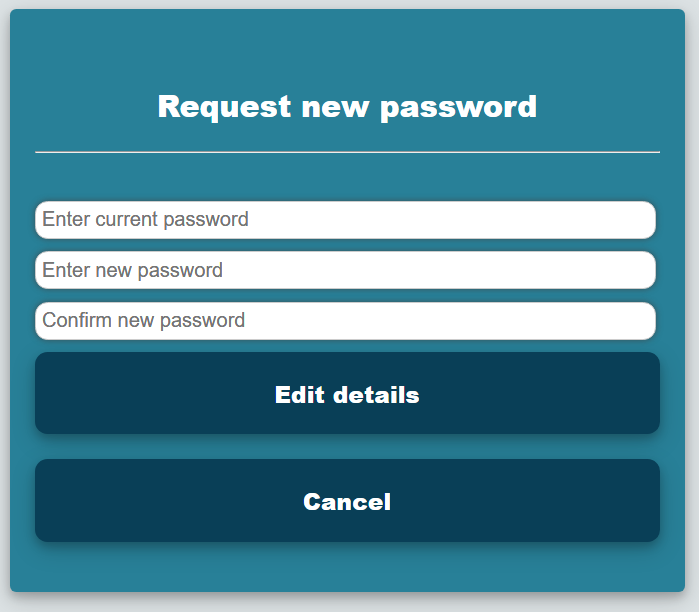 Request new password
Enter current password
Enter new password
Confirm new password
Edit details
Cancel